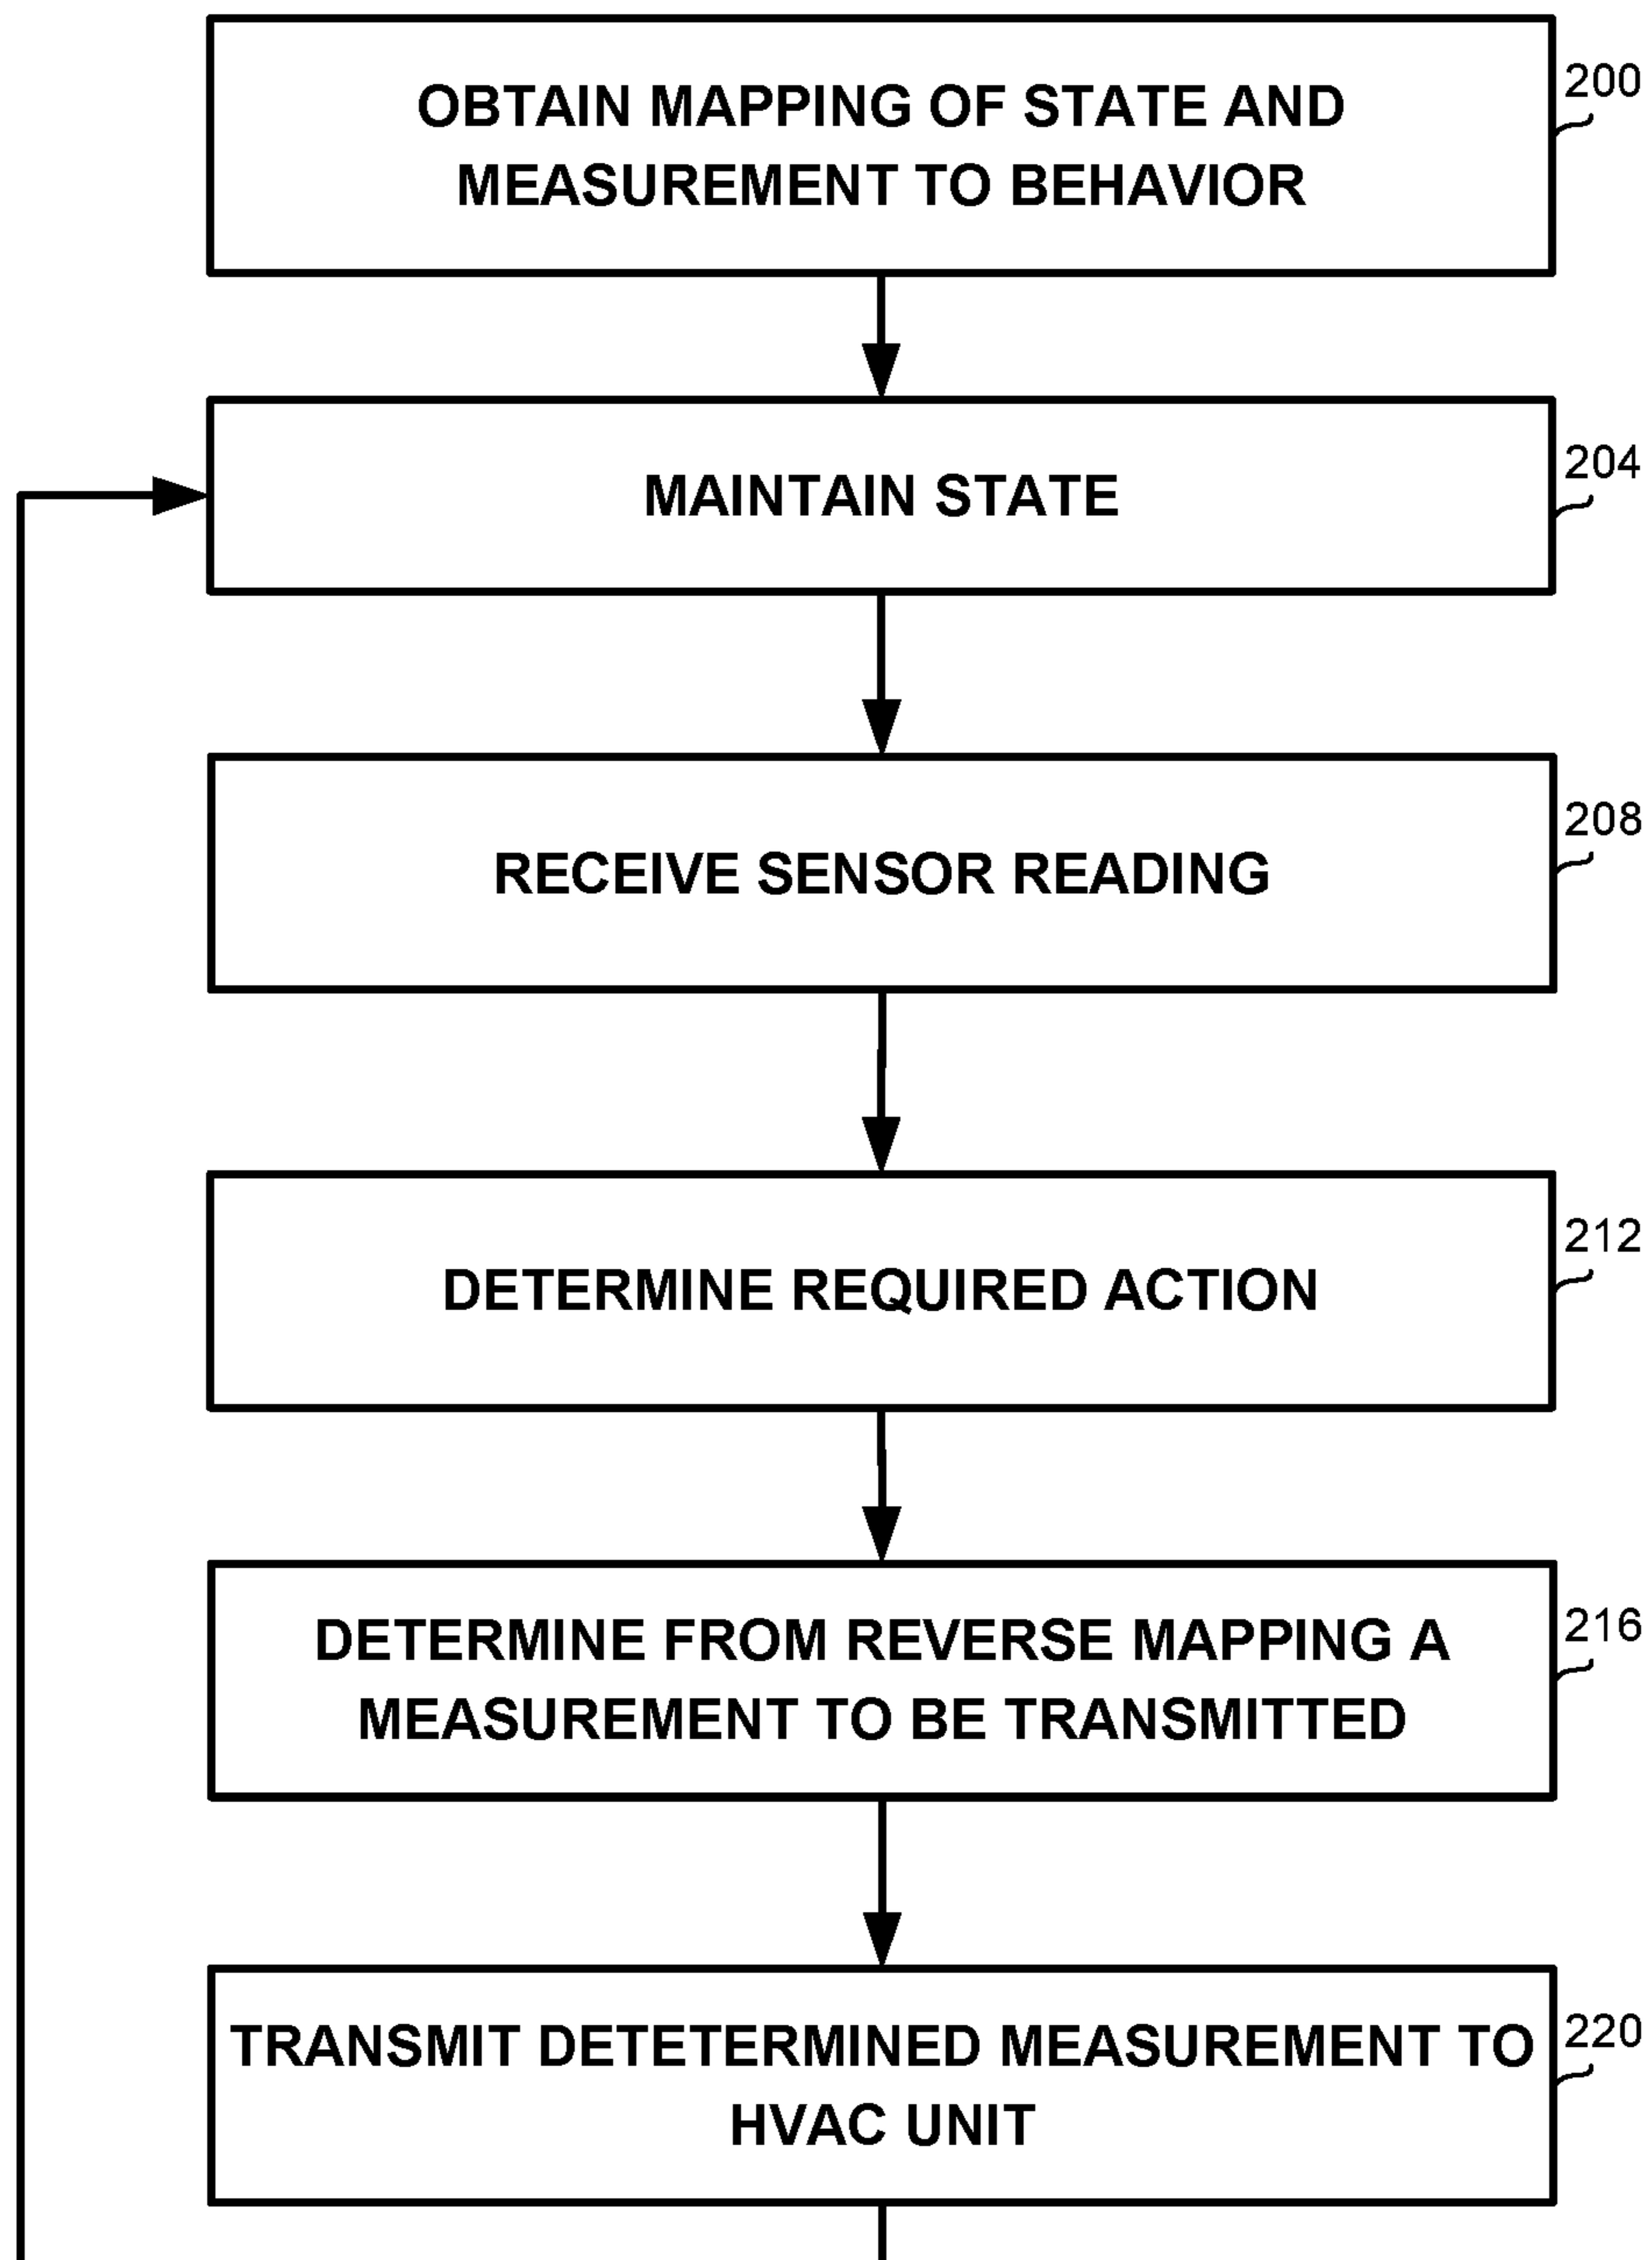 OBTAIN MAPPING OF STATE AND
MEASUREMENT TO BEHAVIOR
200
MAINTAIN STATE
204
RECEIVE SENSOR READING
208
DETERMINE REQUIRED ACTION
212
DETERMINE FROM REVERSE MAPPING A
MEASUREMENT TO BE TRANSMITTED
216
TRANSMIT DETETERMINED MEASUREMENT TO
HVAC UNIT
220